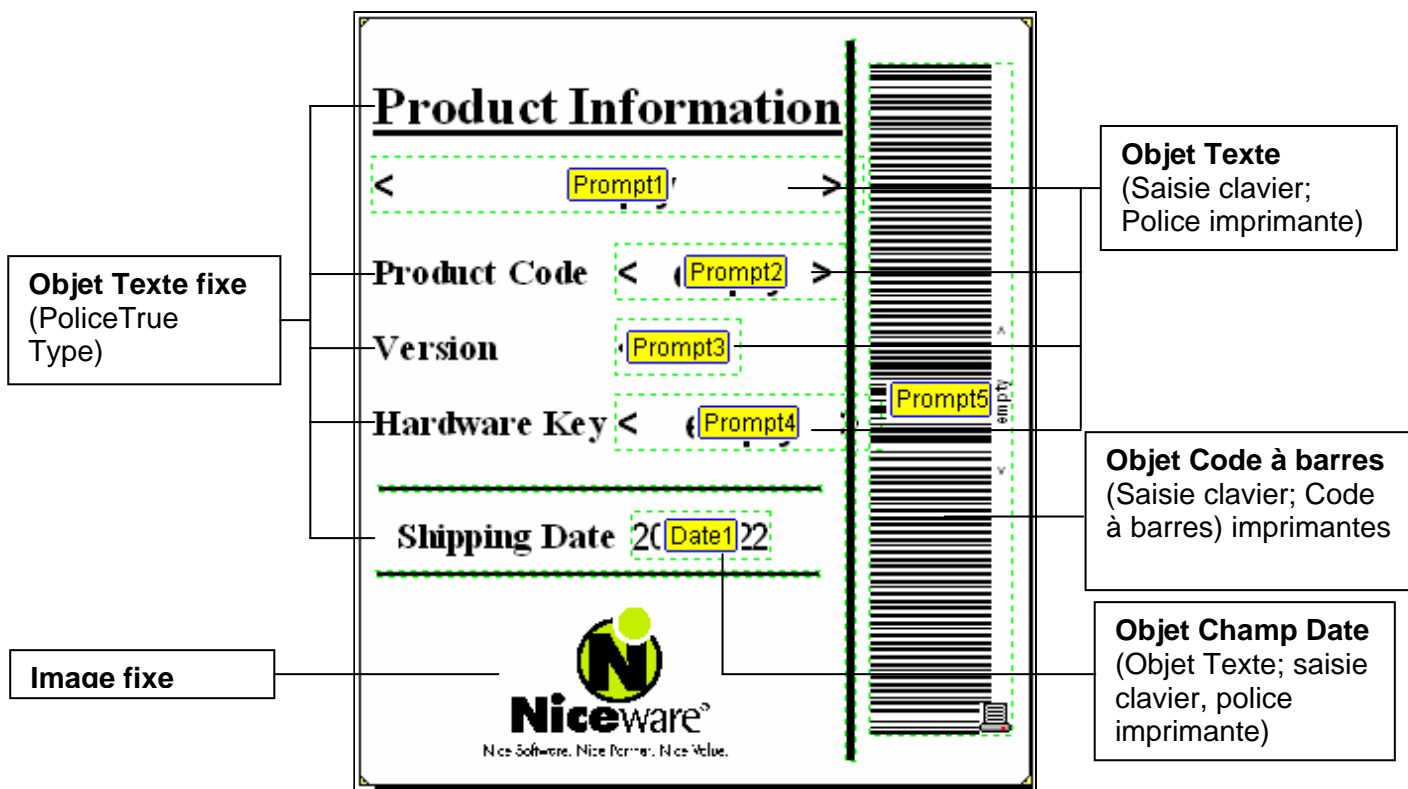 Product Information
< Prompt1 >
Product Code < Prompt2 >
Version Prompt3
Hardware Key < Prompt4
Shipping Date 20 Date1 22
Niceware
Nice Software. Nice Partner. Nice Value.
Prompt5
< empty >
Objet Texte fixe
(PoliceTrue
Type)
Image fixe
Objet Texte
(Saisie clavier;
Police imprimante)
Objet Code à barres
(Saisie clavier; Code
à barres) imprimantes
Objet Champ Date
(Objet Texte; saisie
clavier, police
imprimante)